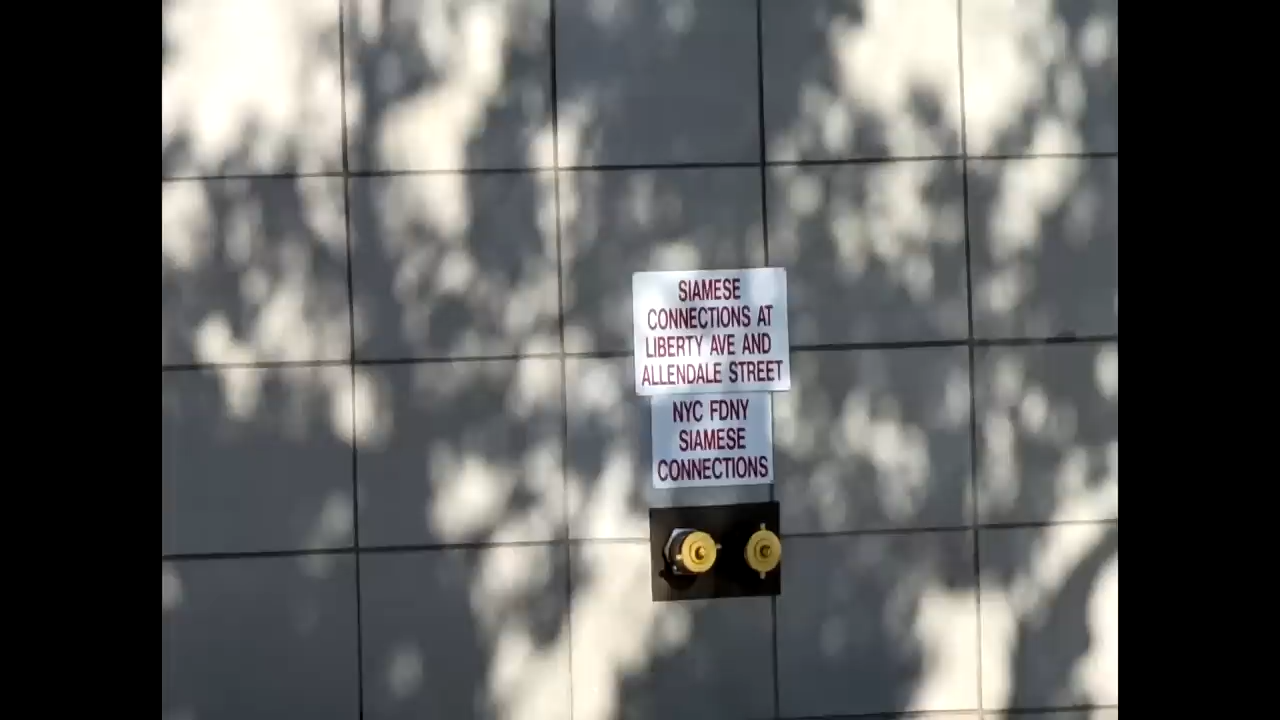 SIAMESE
CONNECTIONS AT
LIBERTY AVE AND
ALLENDALE STREET
NYC FDNY
SIAMESE
CONNECTIONS